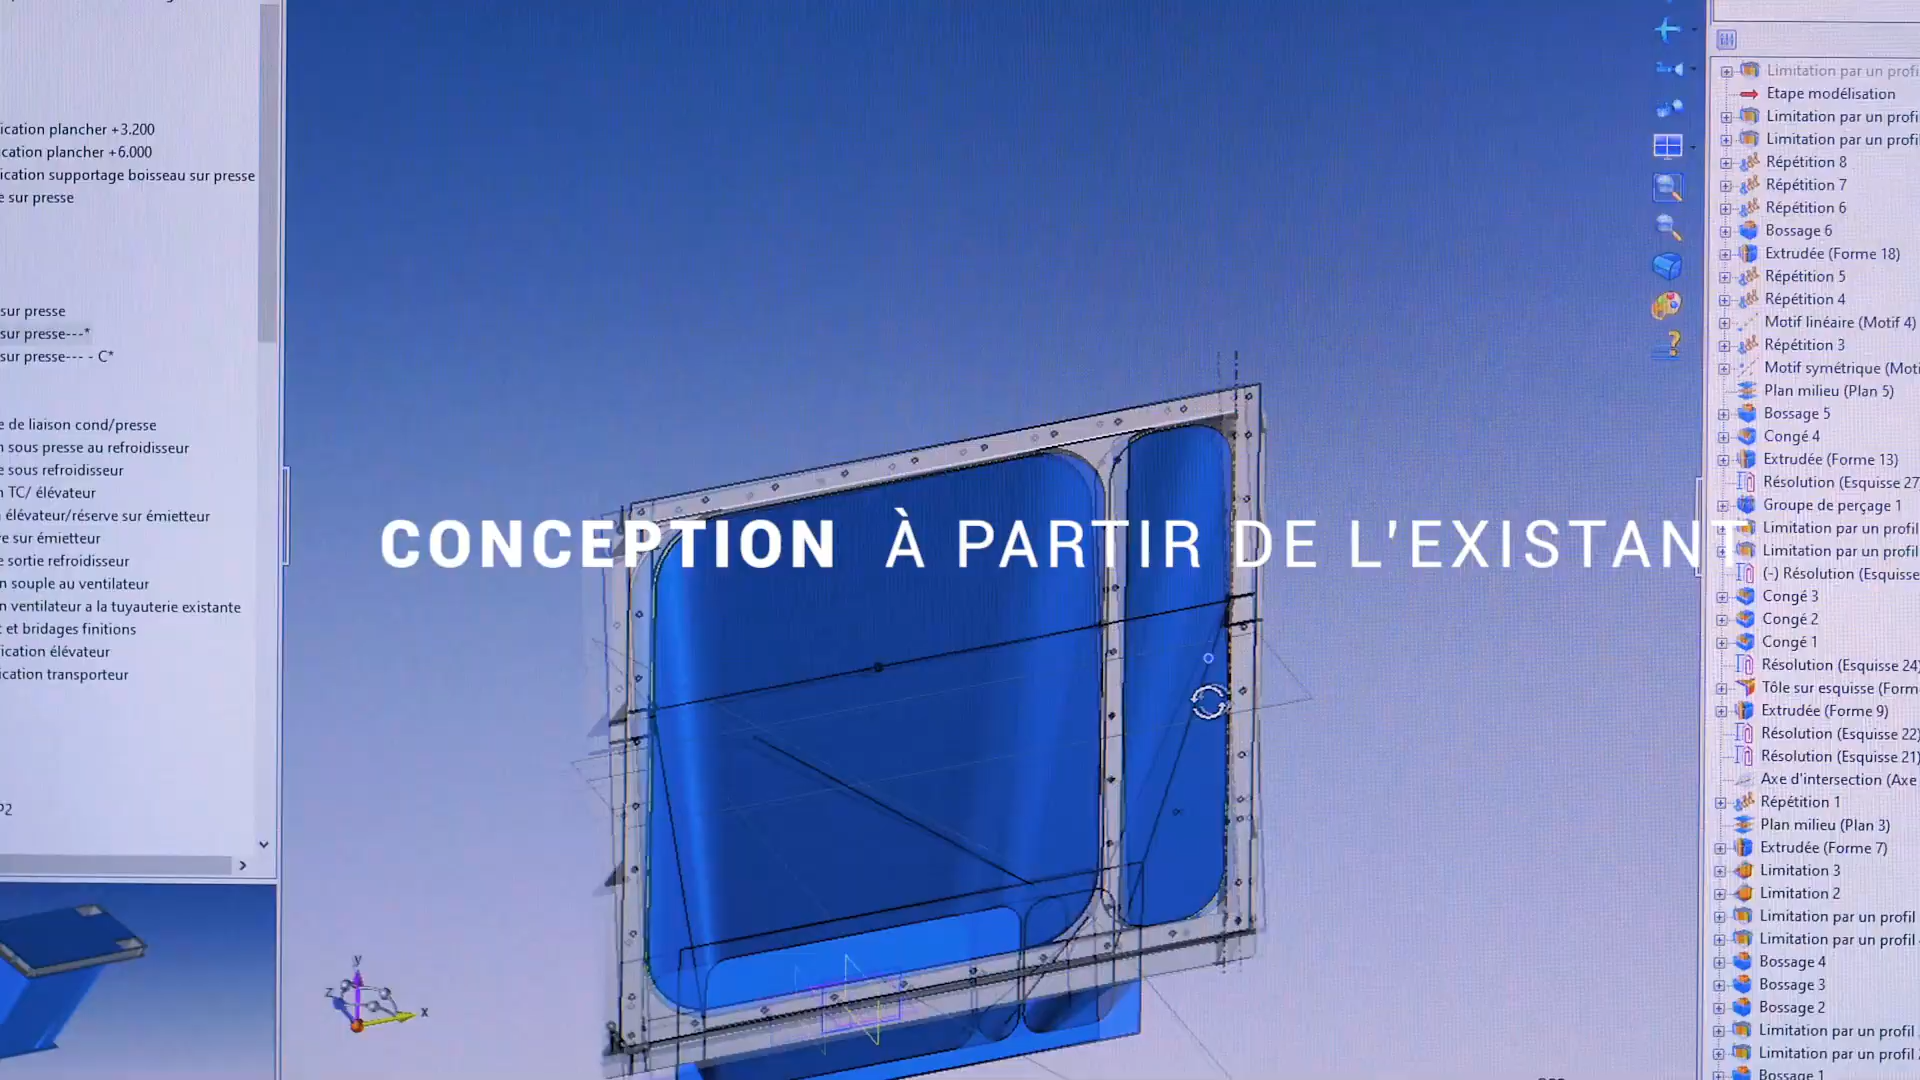 ication plancher +3.200
ication plancher +6.000
ication supportage boisseau sur presse
e sur presse
sur presse
sur presse---*
sur presse--- - C*
e de liaison cond/presse
n sous presse au refroidisseur
e sous refroidisseur
n TC/ élévateur
élévateur/réserve sur émietteur
ve sur émietteur
e sortie refroidisseur
n souple au ventilateur
n ventilateur a la tuyauterie existante
t et bridages finitions
ication élévateur
ication transporteur
P2
CONCEPTION À PARTIR DE L'EXISTANT
y
z
x
Limitation par un profi
Etape modélisation
Limitation par un profi
Limitation par un profi
Répétition 8
Répétition 7
Répétition 6
Bossage 6
Extrudée (Forme 18)
Répétition 5
Répétition 4
Motif linéaire (Motif 4)
Répétition 3
Motif symétrique (Moti
Plan milieu (Plan 5)
Bossage 5
Congé 4
Extrudée (Forme 13)
Résolution (Esquisse 27
Groupe de perçage 1
Limitation par un profil
Limitation par un profil
(-) Résolution (Esquisse
Congé 3
Congé 2
Congé 1
Résolution (Esquisse 24)
Tôle sur esquisse (Form
Extrudée (Forme 9)
Résolution (Esquisse 22)
Résolution (Esquisse 21)
Axe d'intersection (Axe
Répétition 1
Plan milieu (Plan 3)
Extrudée (Forme 7)
Limitation 3
Limitation 2
Limitation par un profil
Limitation par un profil
Bossage 4
Bossage 3
Bossage 2
Limitation par un profil
Limitation par un profil
Bossage 1